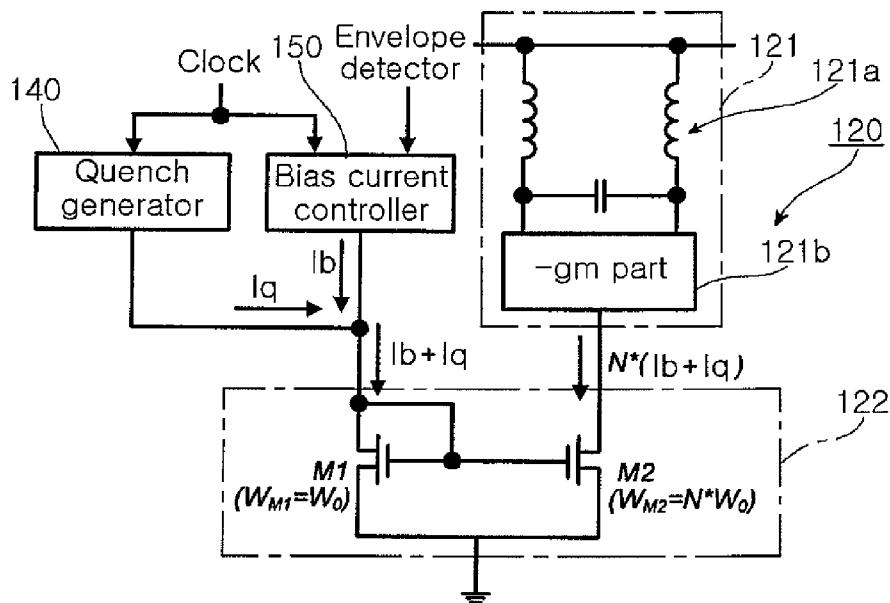 Clock
140
150
Envelope
detector
121
121a
120
Quench
generator
Bias current
controller
-gm part
121b
Ib
Iq
Ib+Iq
N*(Ib+Iq)
122
M1
(WM1=W0)
M2
(WM2=N*W0)